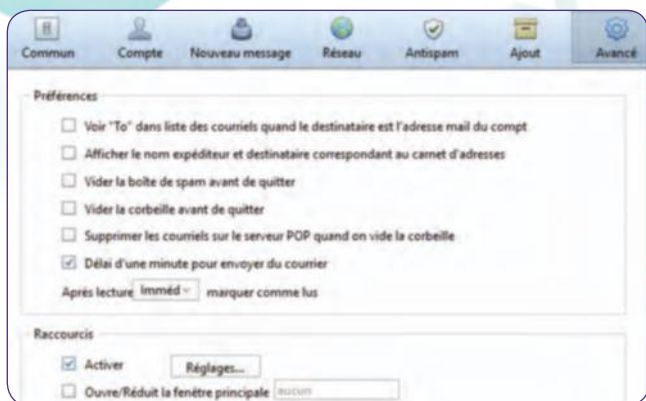 Commun Compte Nouveau message Réseau Antispam Ajout Avancé
Préférences
Voir "To" dans liste des courriels quand le destinataire est l'adresse mail du compt
Afficher le nom expéditeur et destinataire correspondant au carnet d'adresses
Vider la boîte de spam avant de quitter
Vider la corbeille avant de quitter
Supprimer les courriels sur le serveur POP quand on vide la corbeille
Délai d'une minute pour envoyer du courrier
Après lecture Imméd marquer comme lus
Raccourcis
Activer Réglages...
Ouvre/Réduit la fenêtre principale aucun